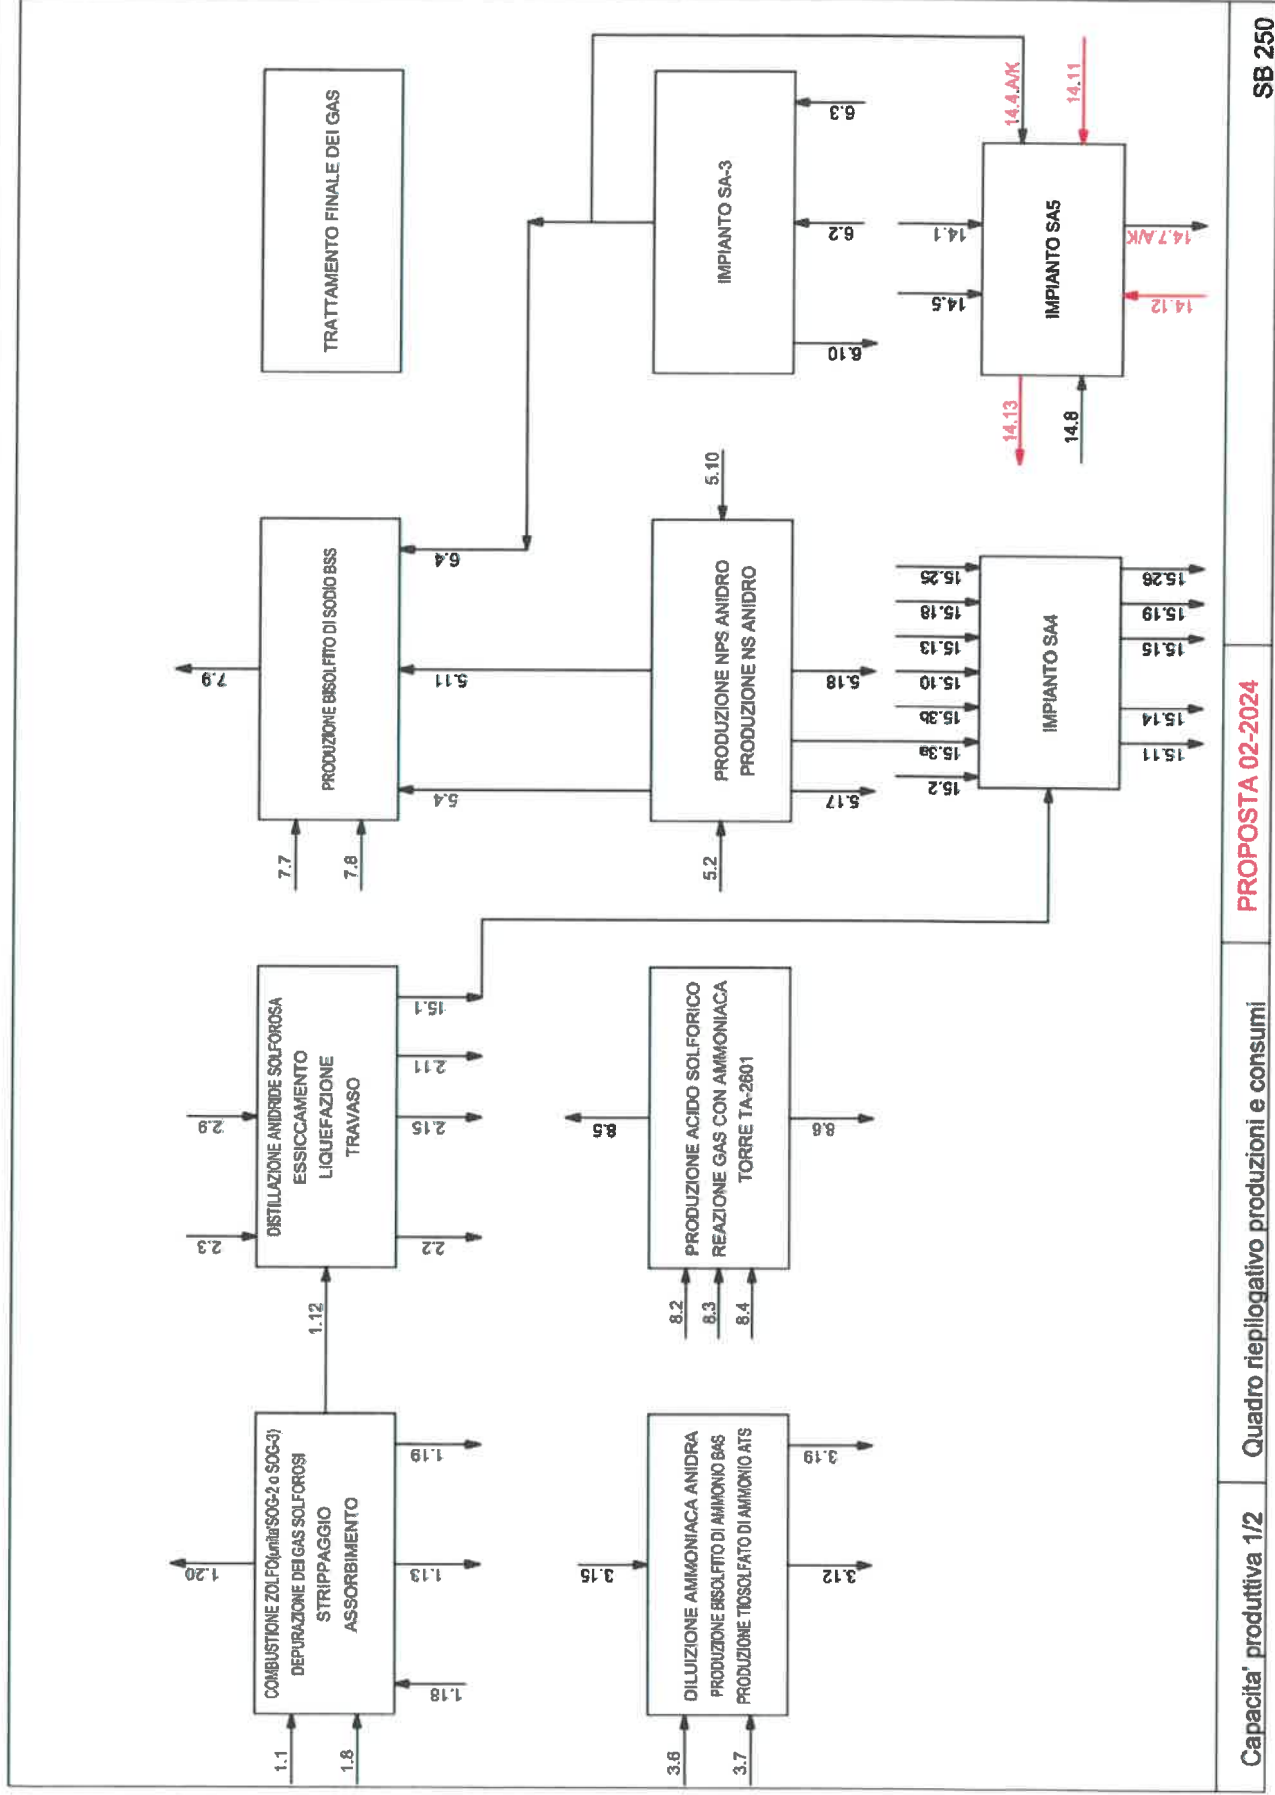 COMBUSTIONE ZOLFO(unita'SOG-2 o SOG-3)
DEPURAZIONE DEI GAS SOLFOROSI
STRIPPAGGIO
ASSORBIMENTO
1.1
1.8
1.18
1.20
1.13
1.19
1.12
DISTILLAZIONE ANIDRIDE SOLFOROSA
ESSICCAMENTO
LIQUEFAZIONE
TRAVASO
2.3
2.9
2.2
2.15
2.11
15.1
PRODUZIONE BISOLFITO DI SODIO BSS
7.7
7.8
7.9
5.4
5.11
6.4
TRATTAMENTO FINALE DEI GAS
DILUIZIONE AMMONIACA ANIDRA
PRODUZIONE BISOLFITO DI AMMONIO BAS
PRODUZIONE TIOSOLFATO DI AMMONIO ATS
3.6
3.7
3.15
3.12
3.19
PRODUZIONE ACIDO SOLFORICO
REAZIONE GAS CON AMMONIACA
TORRE TA-2601
8.2
8.3
8.4
8.5
8.6
PRODUZIONE NPS ANIDRO
PRODUZIONE NS ANIDRO
5.2
5.10
5.17
5.18
IMPIANTO SA-3
6.10
6.2
6.3
IMPIANTO SA4
15.2
15.3a
15.3b
15.10
15.13
15.18
15.25
15.11
15.14
15.15
15.19
15.26
IMPIANTO SA5
14.13
14.8
14.5
14.1
14.4.A/K
14.11
14.12
14.7.A/K
Capacita' produttiva 1/2
Quadro riepilogativo produzioni e consumi
PROPOSTA 02-2024
SB 250